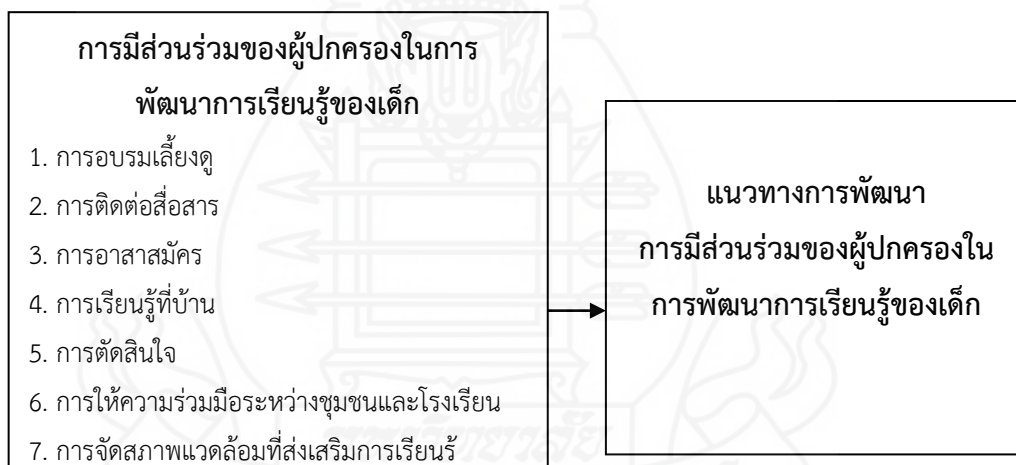 การมีส่วนร่วมของผู้ปกครองในการ
พัฒนาการเรียนรู้ของเด็ก
1. การอบรมเลี้ยงดู
2. การติดต่อสื่อสาร
3. การอาสาสมัคร
4. การเรียนรู้ที่บ้าน
5. การตัดสินใจ
6. การให้ความร่วมมือระหว่างชุมชนและโรงเรียน
7. การจัดสภาพแวดล้อมที่ส่งเสริมการเรียนรู้
แนวทางการพัฒนา
การมีส่วนร่วมของผู้ปกครองใน
การพัฒนาการเรียนรู้ของเด็ก